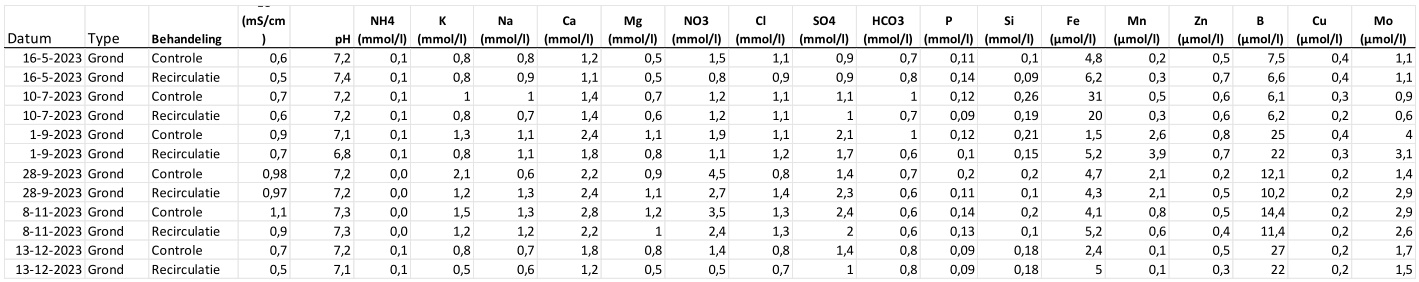 Datum Type Behandeling (mS/cm ) pH NH4 (mmol/l) K (mmol/l) Na (mmol/l) Ca (mmol/l) Mg (mmol/l) NO3 (mmol/l) Cl (mmol/l) SO4 (mmol/l) HCO3 (mmol/l) P (mmol/l) Si (mmol/l) Fe (µmol/l) Mn (µmol/l) Zn (µmol/l) B (µmol/l) Cu (µmol/l) Mo (µmol/l)
16-5-2023 Grond Controle 0,6 7,2 0,1 0,8 0,8 1,2 0,5 1,5 1,1 0,9 0,7 0,11 0,1 4,8 0,2 0,5 7,5 0,4 1,1
16-5-2023 Grond Recirculatie 0,5 7,4 0,1 0,8 0,9 1,1 0,5 0,8 0,9 0,9 0,8 0,14 0,09 6,2 0,3 0,7 6,6 0,4 1,1
10-7-2023 Grond Controle 0,7 7,2 0,1 1 1 1,4 0,7 1,2 1,1 1,1 1 0,12 0,26 31 0,5 0,6 6,1 0,3 0,9
10-7-2023 Grond Recirculatie 0,6 7,2 0,1 0,8 0,7 1,4 0,6 1,2 1,1 1 0,7 0,09 0,19 20 0,3 0,6 6,2 0,2 0,6
1-9-2023 Grond Controle 0,9 7,1 0,1 1,3 1,1 2,4 1,1 1,9 1,1 2,1 1 0,12 0,21 1,5 2,6 0,8 25 0,4 4
1-9-2023 Grond Recirculatie 0,7 6,8 0,1 0,8 1,1 1,8 0,8 1,1 1,2 1,7 0,6 0,1 0,15 5,2 3,9 0,7 22 0,3 3,1
28-9-2023 Grond Controle 0,98 7,2 0,0 2,1 0,6 2,2 0,9 4,5 0,8 1,4 0,7 0,2 0,2 4,7 2,1 0,2 12,1 0,2 1,4
28-9-2023 Grond Recirculatie 0,97 7,2 0,0 1,2 1,3 2,4 1,1 2,7 1,4 2,3 0,6 0,11 0,1 4,3 2,1 0,5 10,2 0,2 2,9
8-11-2023 Grond Controle 1,1 7,3 0,0 1,5 1,3 2,8 1,2 3,5 1,3 2,4 0,6 0,14 0,2 4,1 0,8 0,5 14,4 0,2 2,9
8-11-2023 Grond Recirculatie 0,9 7,3 0,0 1,2 1,2 2,2 1 2,4 1,3 2 0,6 0,13 0,1 5,2 0,6 0,4 11,4 0,2 2,6
13-12-2023 Grond Controle 0,7 7,2 0,1 0,8 0,7 1,8 0,8 1,4 0,8 1,4 0,8 0,09 0,18 2,4 0,1 0,5 27 0,2 1,7
13-12-2023 Grond Recirculatie 0,5 7,1 0,1 0,5 0,6 1,2 0,5 0,5 0,7 1 0,8 0,09 0,18 5 0,1 0,3 22 0,2 1,5